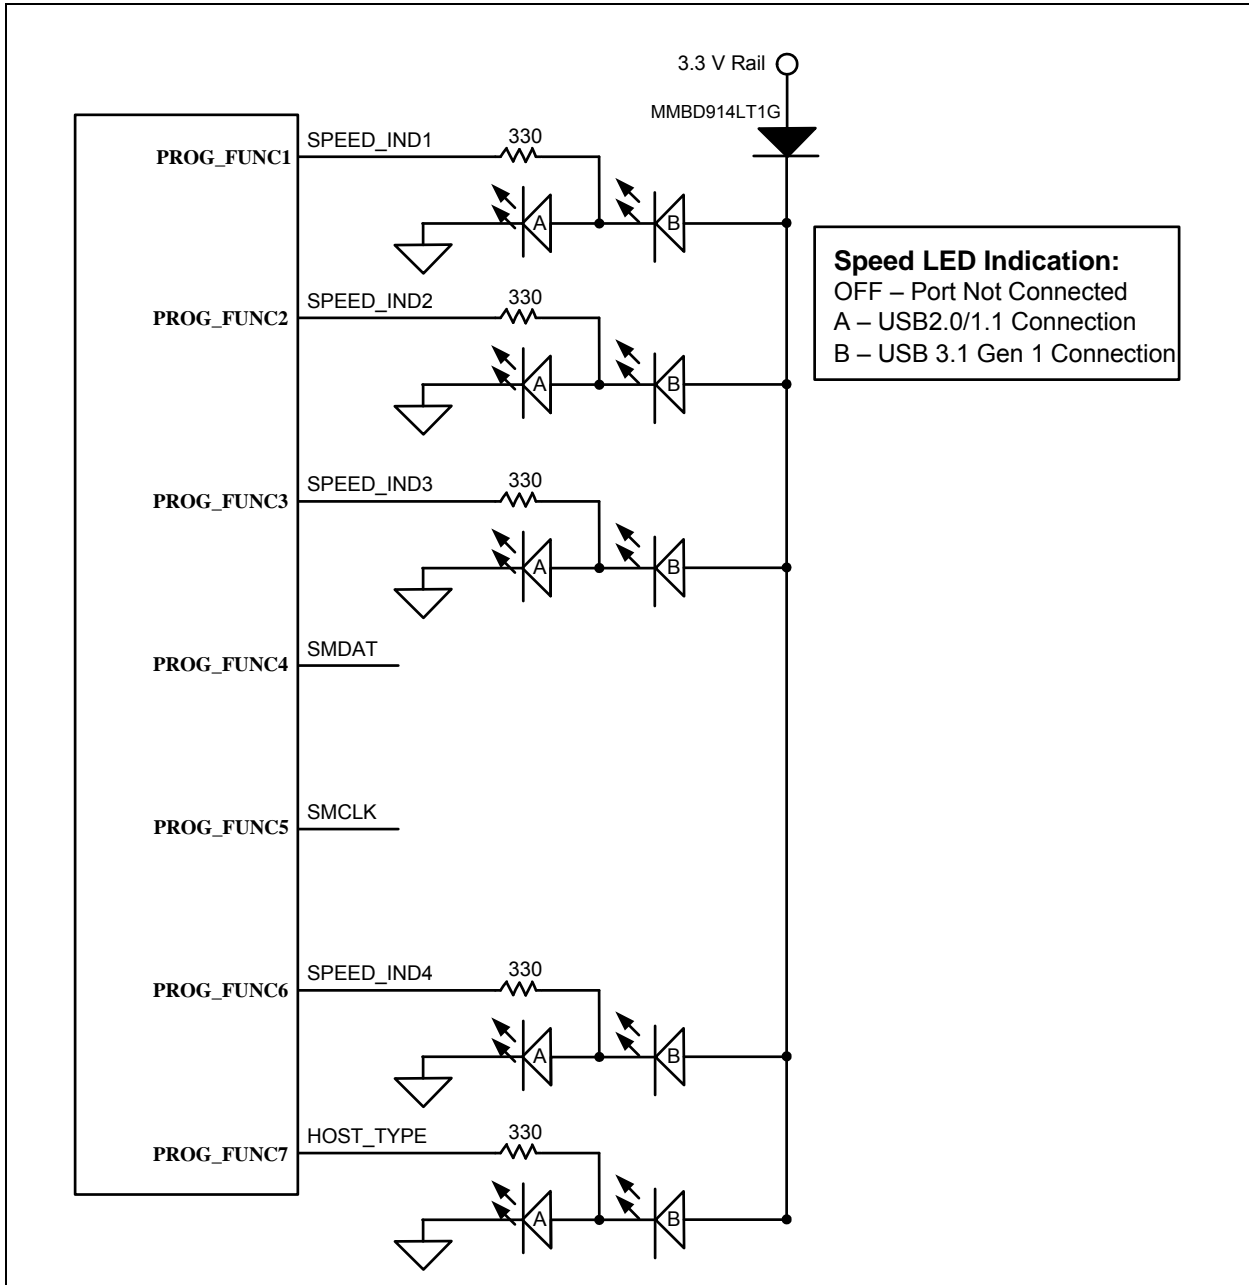 3.3 V Rail
MMBD914LT1G
PROG_FUNC1
SPEED_IND1
330
A
B
Speed LED Indication:
OFF – Port Not Connected
A – USB2.0/1.1 Connection
B – USB 3.1 Gen 1 Connection
PROG_FUNC2
SPEED_IND2
330
A
B
PROG_FUNC3
SPEED_IND3
330
A
B
PROG_FUNC4
SMDAT
PROG_FUNC5
SMCLK
PROG_FUNC6
SPEED_IND4
330
A
B
PROG_FUNC7
HOST_TYPE
330
A
B